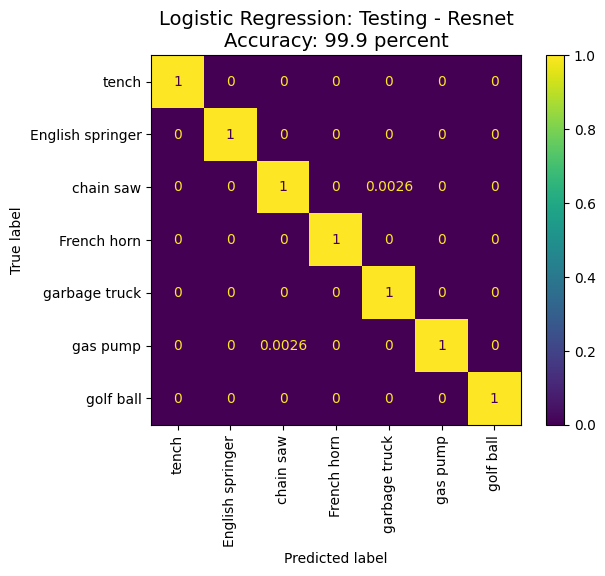 Logistic Regression: Testing - Resnet
Accuracy: 99.9 percent
True label
tench 1 0 0 0 0 0 0
English springer 0 1 0 0 0 0 0
chain saw 0 0 1 0 0.0026 0 0
French horn 0 0 0 1 0 0 0
garbage truck 0 0 0 0 1 0 0
gas pump 0 0 0.0026 0 0 1 0
golf ball 0 0 0 0 0 0 1
tench
English springer
chain saw
French horn
garbage truck
gas pump
golf ball
Predicted label
1.0
0.8
0.6
0.4
0.2
0.0